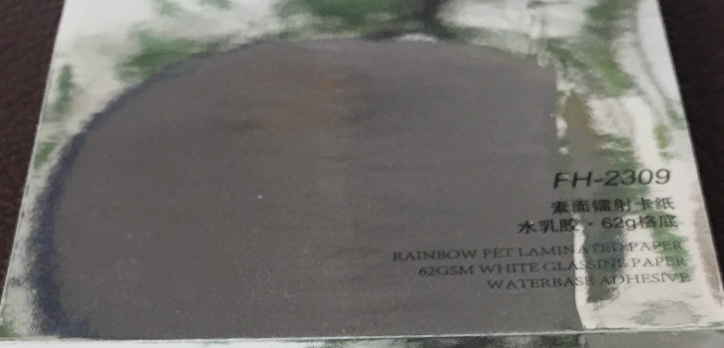 FH-2309
素面镭射卡纸
水乳胶·62g格底
RAINBOW PET LAMINATED PAPER
62GSM WHITE GLASSINE PAPER
WATERBASE ADHESIVE